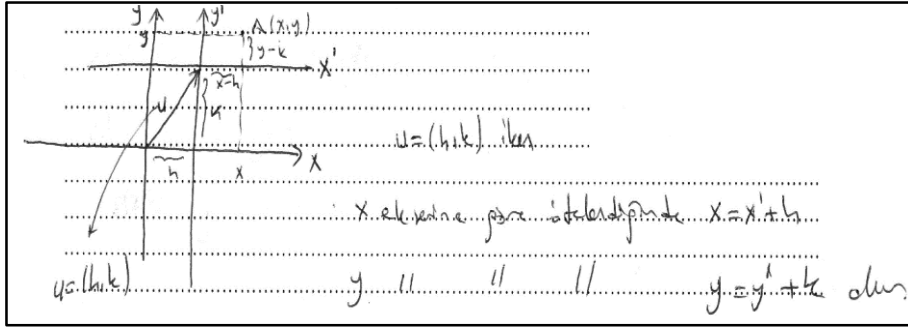 y y' A(x,y)
y }y-k
x'
x-h
u k
u=(h,k) iken
h x x
x eksenine göre ötelendiğinde x=x'+h
u=(h,k) y " " " y=y'+k olur